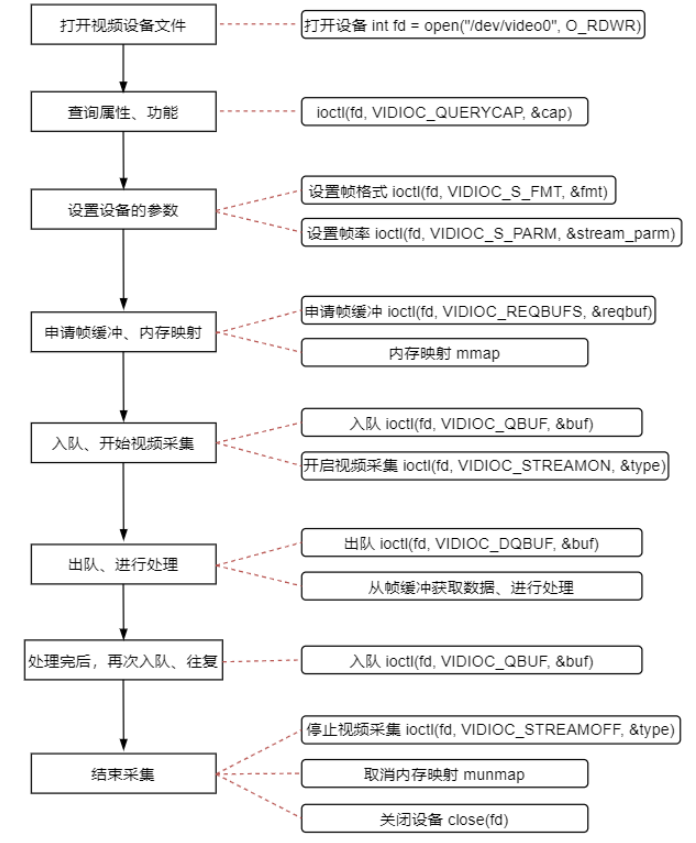 打开视频设备文件
打开设备 int fd = open("/dev/video0", O_RDWR)
查询属性、功能
ioctl(fd, VIDIOC_QUERYCAP, &cap)
设置设备的参数
设置帧格式 ioctl(fd, VIDIOC_S_FMT, &fmt)
设置帧率 ioctl(fd, VIDIOC_S_PARM, &stream_parm)
申请帧缓冲、内存映射
申请帧缓冲 ioctl(fd, VIDIOC_REQBUFS, &reqbuf)
内存映射 mmap
入队、开始视频采集
入队 ioctl(fd, VIDIOC_QBUF, &buf)
开启视频采集 ioctl(fd, VIDIOC_STREAMON, &type)
出队、进行处理
出队 ioctl(fd, VIDIOC_DQBUF, &buf)
从帧缓冲获取数据、进行处理
处理完后，再次入队、往复
入队 ioctl(fd, VIDIOC_QBUF, &buf)
结束采集
停止视频采集 ioctl(fd, VIDIOC_STREAMOFF, &type)
取消内存映射 munmap
关闭设备 close(fd)